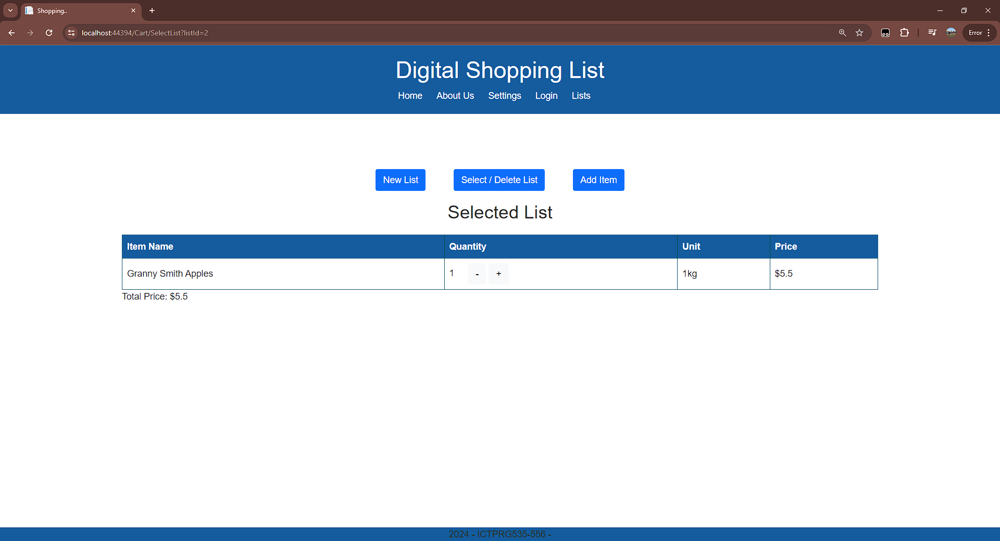 Shopping..
localhost:44394/Cart/SelectList?listId=2
Error
Digital Shopping List
Home About Us Settings Login Lists
New List Select / Delete List Add Item
Selected List
Item Name Quantity Unit Price
Granny Smith Apples 1 - + 1kg $5.5
Total Price: $5.5
2024 - ICTPRG535-556 -